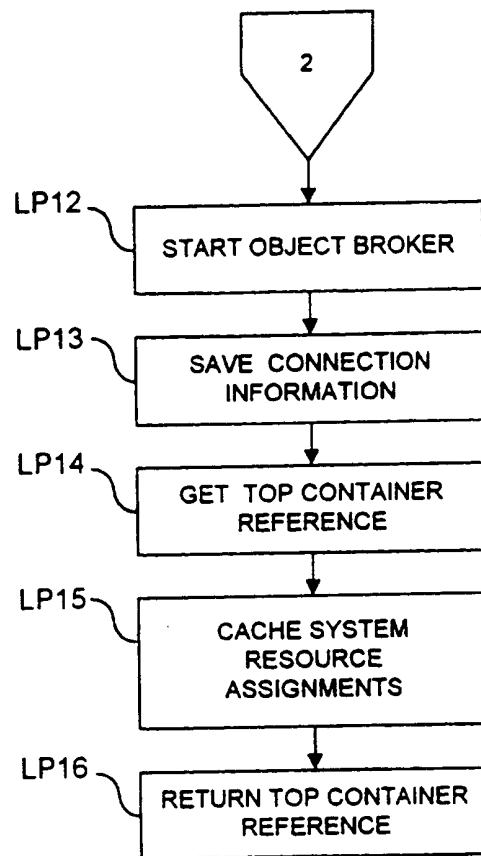 2
LP12
START OBJECT BROKER
LP13
SAVE CONNECTION
INFORMATION
LP14
GET TOP CONTAINER
REFERENCE
LP15
CACHE SYSTEM
RESOURCE
ASSIGNMENTS
LP16
RETURN TOP CONTAINER
REFERENCE